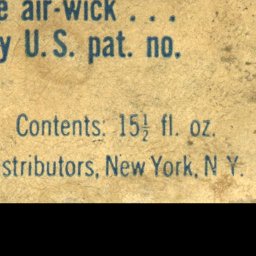 e air-wick . . .
y U.S. pat. no.
Contents: 15½ fl. oz.
stributors, New York, N.Y.